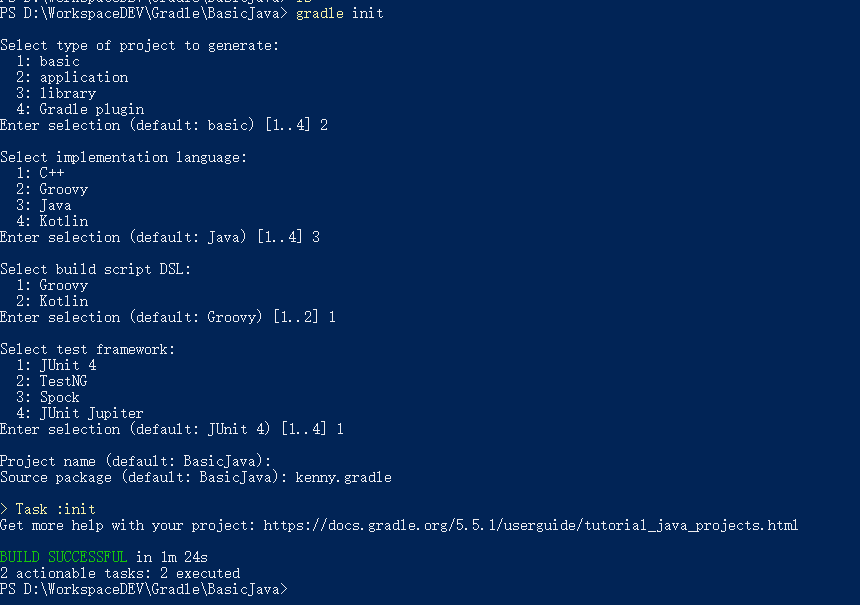 PS D:\WorkspaceDEV\Gradle\BasicJava> ls
PS D:\WorkspaceDEV\Gradle\BasicJava> gradle init
Select type of project to generate:
1: basic
2: application
3: library
4: Gradle plugin
Enter selection (default: basic) [1..4] 2
Select implementation language:
1: C++
2: Groovy
3: Java
4: Kotlin
Enter selection (default: Java) [1..4] 3
Select build script DSL:
1: Groovy
2: Kotlin
Enter selection (default: Groovy) [1..2] 1
Select test framework:
1: JUnit 4
2: TestNG
3: Spock
4: JUnit Jupiter
Enter selection (default: JUnit 4) [1..4] 1
Project name (default: BasicJava):
Source package (default: BasicJava): kenny.gradle
> Task :init
Get more help with your project: https://docs.gradle.org/5.5.1/userguide/tutorial_java_projects.html
BUILD SUCCESSFUL in 1m 24s
2 actionable tasks: 2 executed
PS D:\WorkspaceDEV\Gradle\BasicJava>